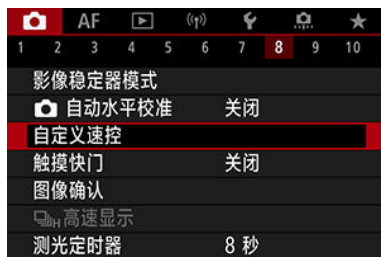 AF
1 2 3 4 5 6 7 8 9 10
影像稳定器模式
自动水平校准 关闭
自定义速控
触摸快门 关闭
图像确认
H高速显示
测光定时器 8 秒